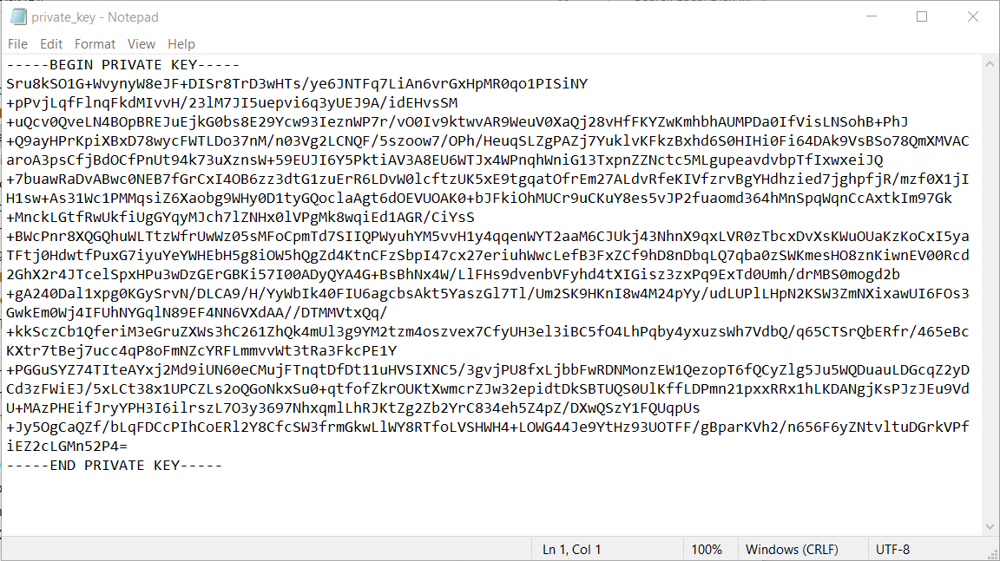 private_key - Notepad
File Edit Format View Help
-----BEGIN PRIVATE KEY-----
Sru8kSO1G+WvynyW8eJF+DISr8TrD3wHTs/ye6JNTFq7LiAn6vrGxHpMR0qo1PISiNY
+pPvjLqfFlnqFkdMIvvH/23lM7JI5uepvi6q3yUEJ9A/idEHvsSM
+uQcv0QveLN4BOpBREJuEjkG0bs8E29Ycw93IeznWP7r/vO0Iv9ktwvAR9WeuV0XaQj28vHfFKYZwKmhbhAUMPDa0IfVisLNSohB+PhJ
+Q9ayHPrKpiXBxD78wycFWTLDo37nM/n03Vg2LCNQF/5szoow7/OPh/HeuqSLZgPAZj7YuklvKFkzBxhd6S0HIHi0Fi64DAk9VsBSo78QmXMVAC
aroA3psCfjBdOCfPnUt94k73uXznsW+59EUJI6Y5PktiAV3A8EU6WTJx4WPnqhWniG13TxpnZZNctc5MLgupeavdvbpTfIxwxeiJQ
+7buawRaDvABwc0NEB7fGrCxI4OB6zz3dtG1zuErR6LDvW0lcftzUK5xE9tgqatOfrEm27ALdvRfeKIVfzrvBgYHdhzied7jghpfjR/mzf0X1jI
H1sw+As31Wc1PMMqsiZ6Xaobg9WHy0D1tyGQoclaAgt6dOEVUOAK0+bJFkiOhMUCr9uCKuY8es5vJP2fuaomd364hMnSpqWqnCcAxtkIm97Gk
+MnckLGtfRwUkfiUgGYqyMJch7lZNHx0lVPgMk8wqiEd1AGR/CiYsS
+BWcPnr8XQGQhuWLTtzWfrUwWz05sMFoCpmTd7SIIQPWyuhYM5vvH1y4qqenWYT2aaM6CJUkj43NhnX9qxLVR0zTbcxDvXsKWuOUaKzKoCxI5ya
TFtj0HdwtfPuxG7iyuYeYWHEbH5g8iOW5hQgZd4KtnCFzSbpI47cx27eriuhWwcLefB3FxZCf9hD8nDbqLQ7qba0zSWKmesHO8znKiwnEV00Rcd
2GhX2r4JTcelSpxHPu3wDzGErGBKi57I00ADyQYA4G+BsBhNx4W/LlFHs9dvenbVFyhd4tXIGisz3zxPq9ExTd0Umh/drMBS0mogd2b
+gA240Dal1xpg0KGySrvN/DLCA9/H/YyWbIk40FIU6agcbsAkt5YaszGl7Tl/Um2SK9HKnI8w4M24pYy/udLUPlLHpN2KSW3ZmNXixawUI6FOs3
GwkEm0Wj4IFUhNYGqlN89EF4NN6VXdAA//DTMMVtxQq/
+kkSczCb1QferiM3eGruZXWs3hC261ZhQk4mUl3g9YM2tzm4oszvex7CfyUH3el3iBC5fO4LhPqby4yxuzsWh7VdbQ/q65CTSrQbERfr/465eBc
KXtr7tBej7ucc4qP8oFmNZcYRFLmmvvWt3tRa3FkcPE1Y
+PGGuSYZ74TIteAYxj2Md9iUN60eCMujFTnqtDfDt11uHVSIXNC5/3gvjPU8fxLjbbFwRDNMonzEW1QezopT6fQCyZlg5Ju5WQDuauLDGcqZ2yD
Cd3zFWiEJ/5xLCt38x1UPCZLs2oQGoNkxSu0+qtfofZkrOUKtXwmcrZJw32epidtDkSBTUQS0UlKffLDPmn21pxxRRx1hLKDANgjKsPJzJEu9Vd
U+MAzPHEifJryYPH3I6ilrszL7O3y3697NhxqmlLhRJKtZg2Zb2YrC834eh5Z4pZ/DXwQSzY1FQUqpUs
+Jy5OgCaQZf/bLqFDCcPIhCoERl2Y8CfcSW3frmGkwLlWY8RTfoLVSHWH4+LOWG44Je9YtHz93UOTFF/gBparKVh2/n656F6yZNtvltuDGrkVPf
iEZ2cLGMn52P4=
-----END PRIVATE KEY-----
Ln 1, Col 1 100% Windows (CRLF) UTF-8